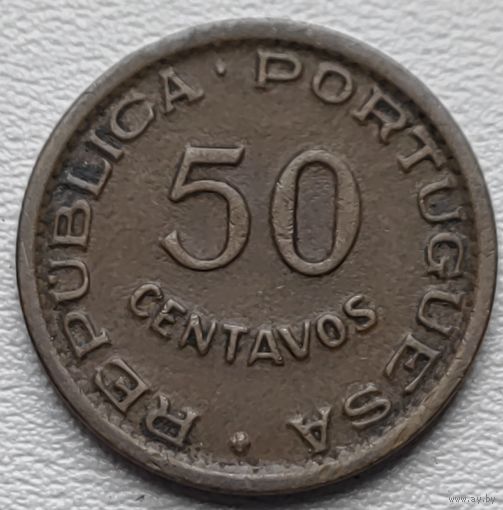 REPUBLICA · PORTUGUESA ·
50
CENTAVOS
www.ay.by